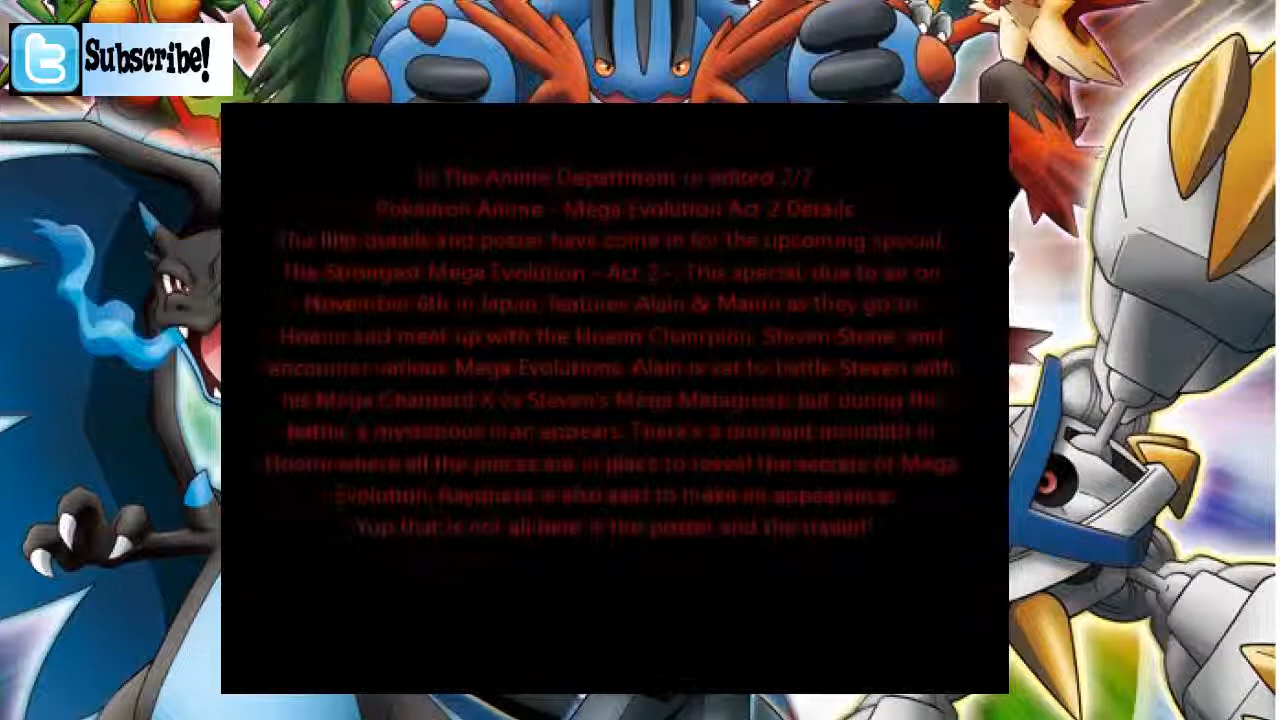 Subscribe!
In The Anime Department edited 2/7
Pokemon Anime - Mega Evolution Act 2 Details
The title details and poster have come in for the upcoming special,
The Strongest Mega Evolution - Act 2 -. This special, due to air on
November 6th in Japan, features Alain & Manon as they go to
Hoenn and meet up with the Hoenn Champion, Steven Stone, and
encounter various Mega Evolutions. Alain is set to battle Steven with
his Mega Charizard X vs Steven's Mega Metagross but during the
battle, a mysterious man appears. There's a dormant monolith in
Hoenn where all the pieces are in place to reveal the secrets of Mega
Evolution. Rayquaza is also said to make an appearance
Yup that is not all here is the poster and the trailer!